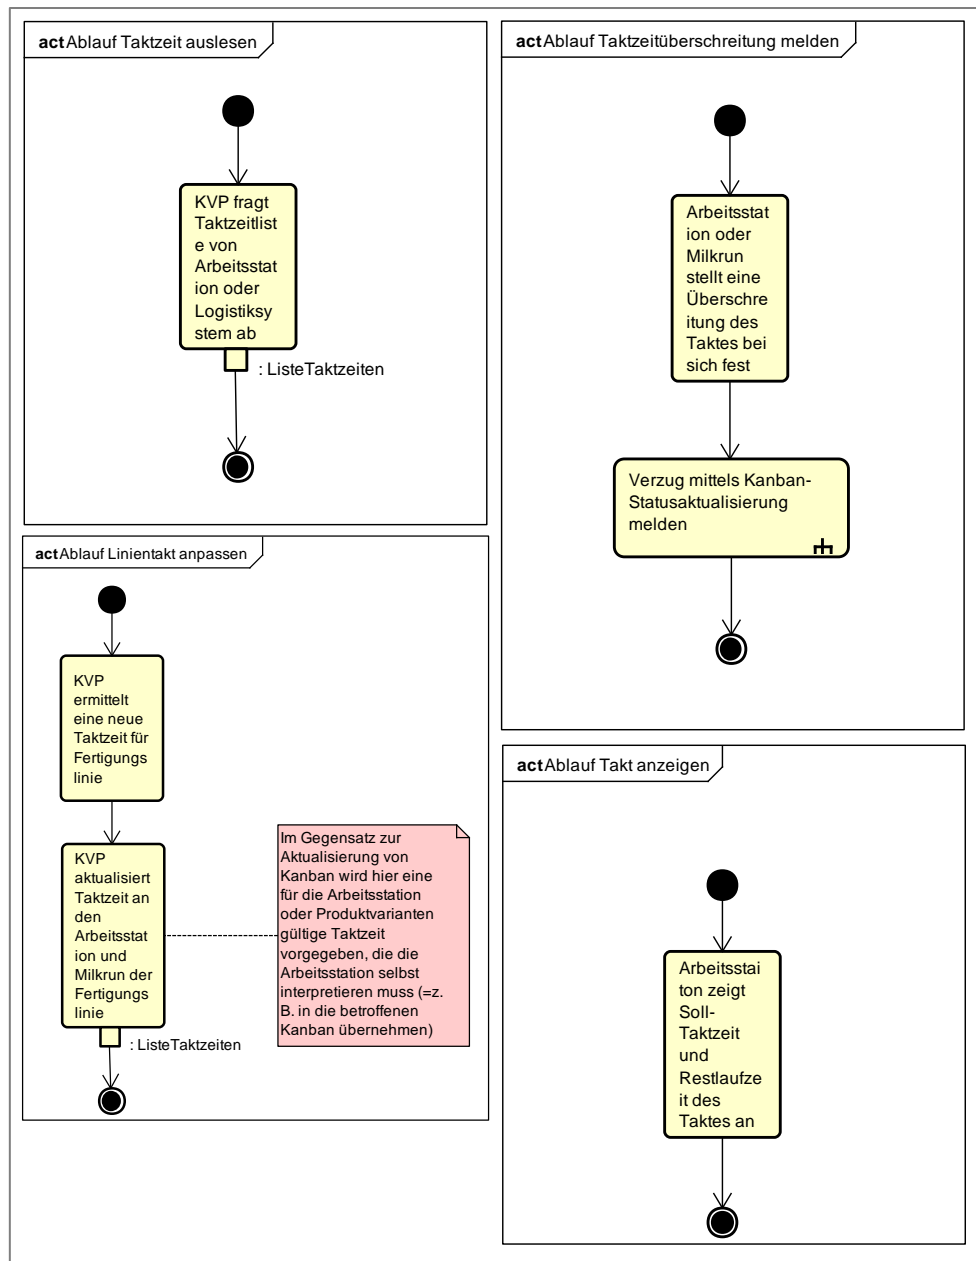 act Ablauf Taktzeit auslesen
KVP fragt
Taktzeitlist
e von
Arbeitsstat
ion oder
Logistiksy
stem ab
: ListeTaktzeiten
act Ablauf Taktzeitüberschreitung melden
Arbeitsstat
ion oder
Milkrun
stellt eine
Überschre
itung des
Taktes bei
sich fest
Verzug mittels Kanban-
Statusaktualisierung
melden
act Ablauf Linientakt anpassen
KVP
ermittelt
eine neue
Taktzeit für
Fertigungs
linie
KVP
aktualisiert
Taktzeit an
den
Arbeitsstat
ion und
Milkrun der
Fertigungs
linie
: ListeTaktzeiten
Im Gegensatz zur
Aktualisierung von
Kanban wird hier eine
für die Arbeitsstation
oder Produktvarianten
gültige Taktzeit
vorgegeben, die die
Arbeitsstation selbst
interpretieren muss (=z.
B. in die betroffenen
Kanban übernehmen)
act Ablauf Takt anzeigen
Arbeitsstai
ton zeigt
Soll-
Taktzeit
und
Restlaufze
it des
Taktes an